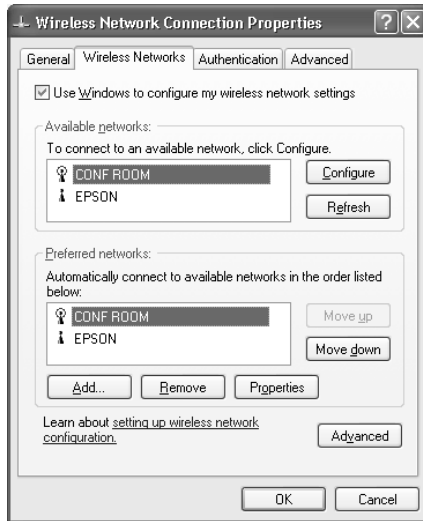 Wireless Network Connection Properties
General Wireless Networks Authentication Advanced
Use Windows to configure my wireless network settings
Available networks:
To connect to an available network, click Configure.
CONF ROOM
EPSON
Configure
Refresh
Preferred networks:
Automatically connect to available networks in the order listed
below:
CONF ROOM
EPSON
Move up
Move down
Add... Remove Properties
Learn about setting up wireless network
configuration.
Advanced
OK Cancel